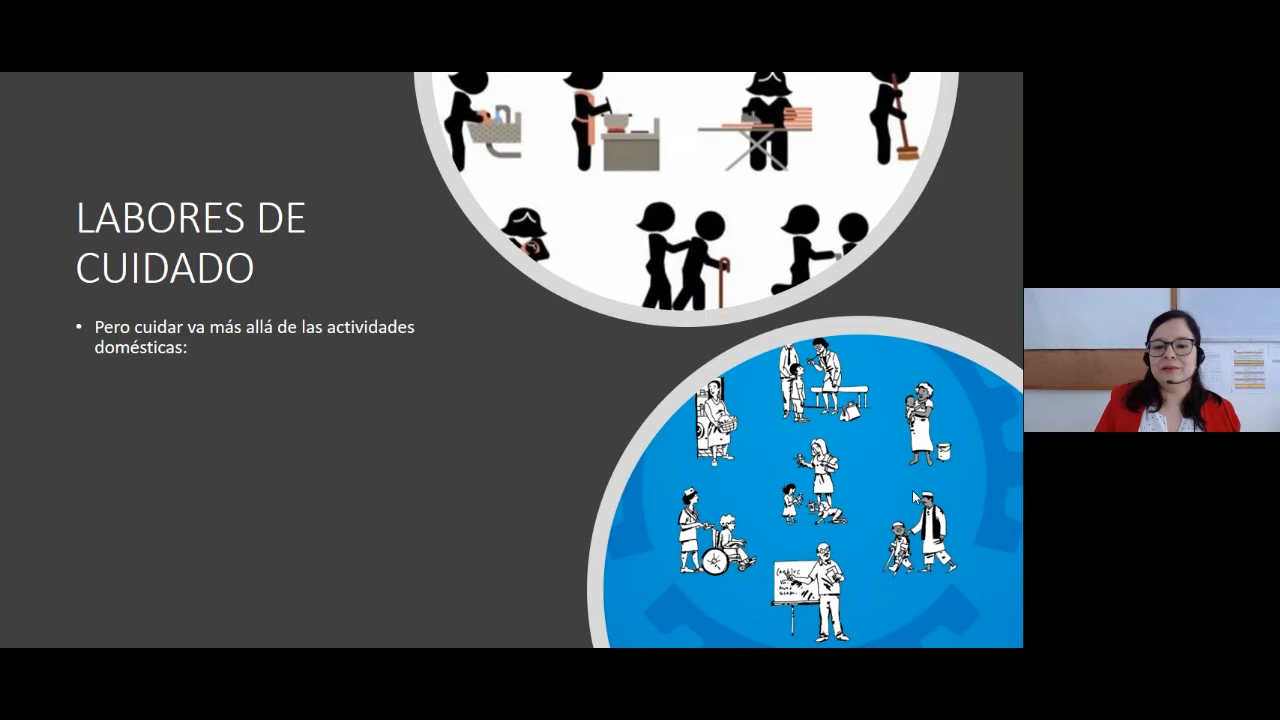 LABORES DE
CUIDADO
• Pero cuidar va más allá de las actividades
domésticas: